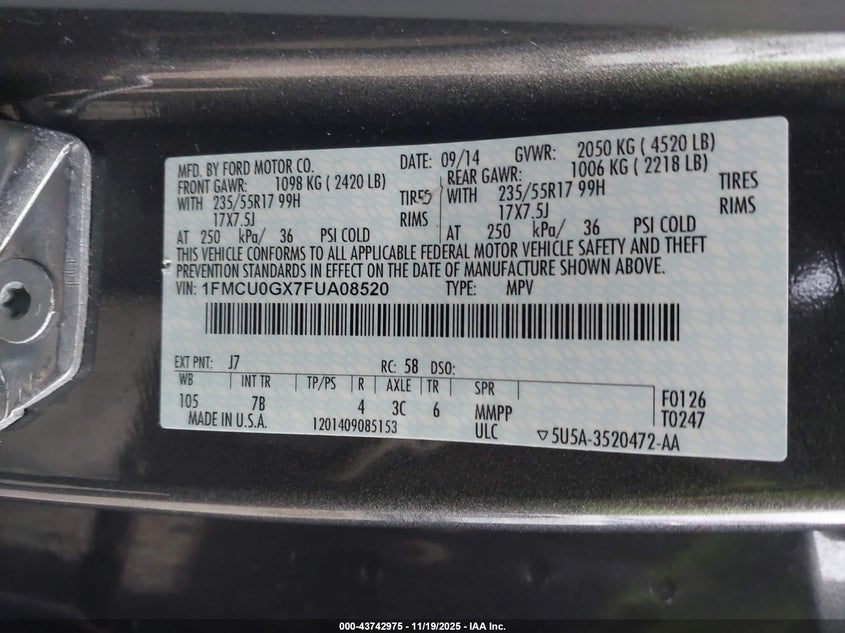 MFD. BY FORD MOTOR CO. DATE: 09/14 GVWR: 2050 KG ( 4520 LB)
FRONT GAWR: 1098 KG ( 2420 LB) REAR GAWR: 1006 KG ( 2218 LB)
WITH 235/55R17 99H TIRES WITH 235/55R17 99H TIRES
17X7.5J RIMS 17X7.5J RIMS
AT 250 kPa/ 36 PSI COLD AT 250 kPa/ 36 PSI COLD
THIS VEHICLE CONFORMS TO ALL APPLICABLE FEDERAL MOTOR VEHICLE SAFETY AND THEFT
PREVENTION STANDARDS IN EFFECT ON THE DATE OF MANUFACTURE SHOWN ABOVE.
VIN: 1FMCU0GX7FUA08520 TYPE: MPV
EXT PNT: J7 RC: 58 DSO:
WB INT TR TP/PS R AXLE TR SPR F0126
105 7B 4 3C 6 MMPP T0247
MADE IN U.S.A. 1201409085153 ULC ▽5U5A-3520472-AA
000-43742975 - 11/19/2025 - IAA Inc.